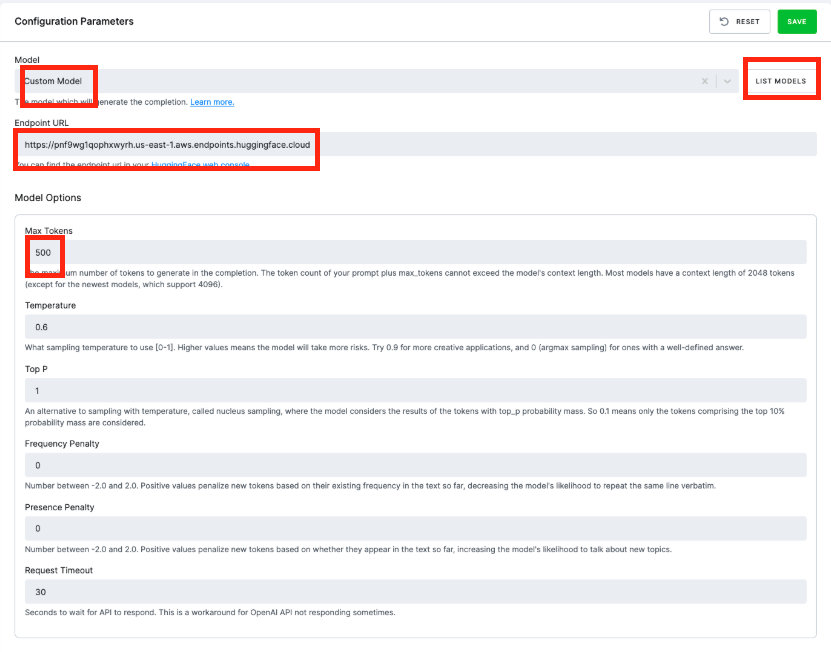 Configuration Parameters
RESET
SAVE
Model
Custom Model
LIST MODELS
The model which will generate the completion. Learn more.
Endpoint URL
https://pnf9wg1qophxwyrh.us-east-1.aws.endpoints.huggingface.cloud
You can find the endpoint url in your HuggingFace web console
Model Options
Max Tokens
500
The maximum number of tokens to generate in the completion. The token count of your prompt plus max_tokens cannot exceed the model's context length. Most models have a context length of 2048 tokens
(except for the newest models, which support 4096).
Temperature
0.6
What sampling temperature to use [0-1]. Higher values means the model will take more risks. Try 0.9 for more creative applications, and 0 (argmax sampling) for ones with a well-defined answer.
Top P
1
An alternative to sampling with temperature, called nucleus sampling, where the model considers the results of the tokens with top_p probability mass. So 0.1 means only the tokens comprising the top 10%
probability mass are considered.
Frequency Penalty
0
Number between -2.0 and 2.0. Positive values penalize new tokens based on their existing frequency in the text so far, decreasing the model's likelihood to repeat the same line verbatim.
Presence Penalty
0
Number between -2.0 and 2.0. Positive values penalize new tokens based on whether they appear in the text so far, increasing the model's likelihood to talk about new topics.
Request Timeout
30
Seconds to wait for API to respond. This is a workaround for OpenAI API not responding sometimes.